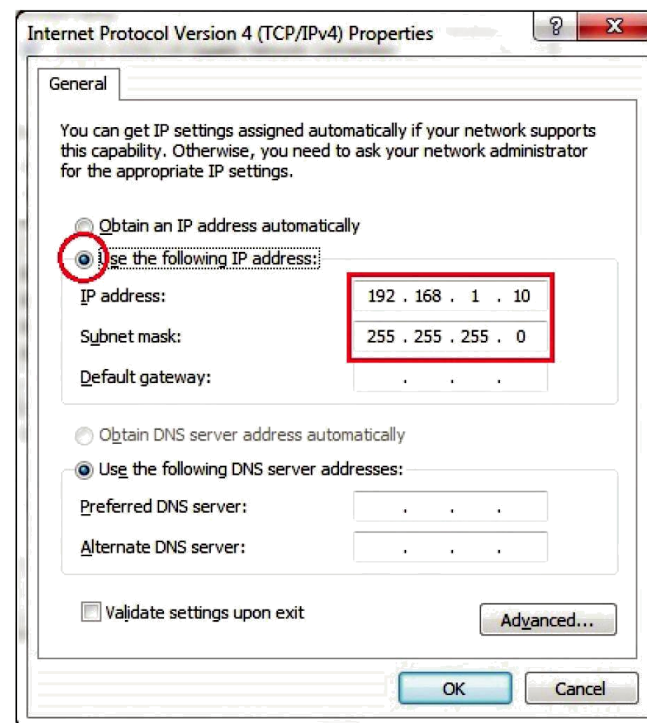 Internet Protocol Version 4 (TCP/IPv4) Properties
? X
General
You can get IP settings assigned automatically if your network supports
this capability. Otherwise, you need to ask your network administrator
for the appropriate IP settings.
Obtain an IP address automatically
Use the following IP address:
IP address: 192 . 168 . 1 . 10
Subnet mask: 255 . 255 . 255 . 0
Default gateway: . . .
Obtain DNS server address automatically
Use the following DNS server addresses:
Preferred DNS server: . . .
Alternate DNS server: . . .
Validate settings upon exit
Advanced...
OK Cancel